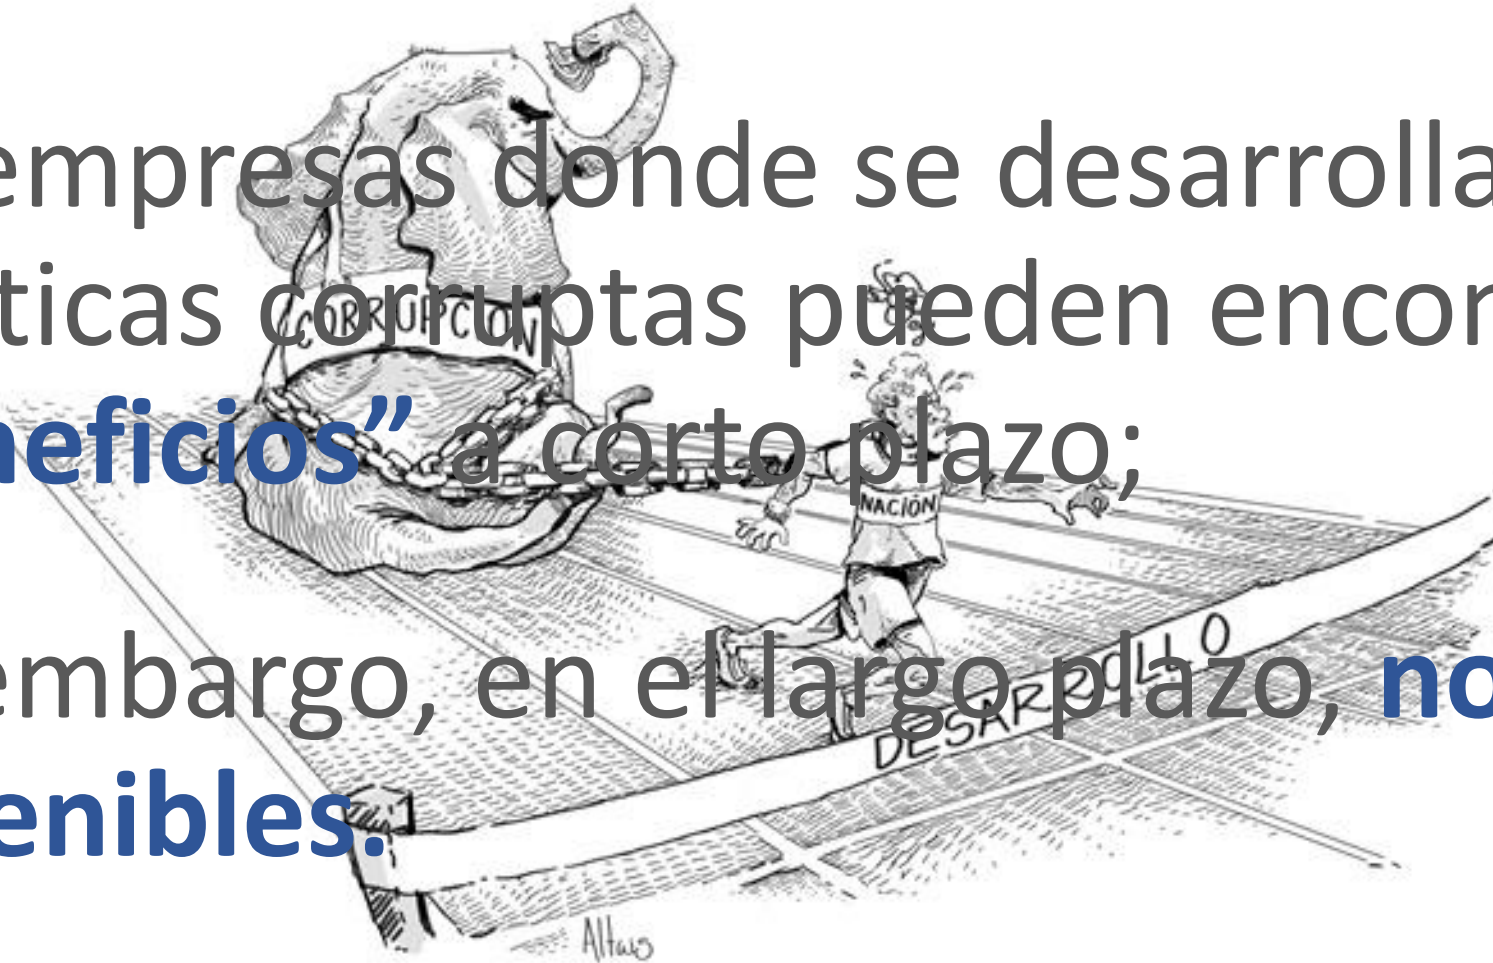 empresas donde se desarrolla
ticas corruptas pueden encon
neficios” a corto plazo;
embargo, en el largo plazo, no
enibles.
CORRUPCIÓN
NACIÓN
DESARROLLO